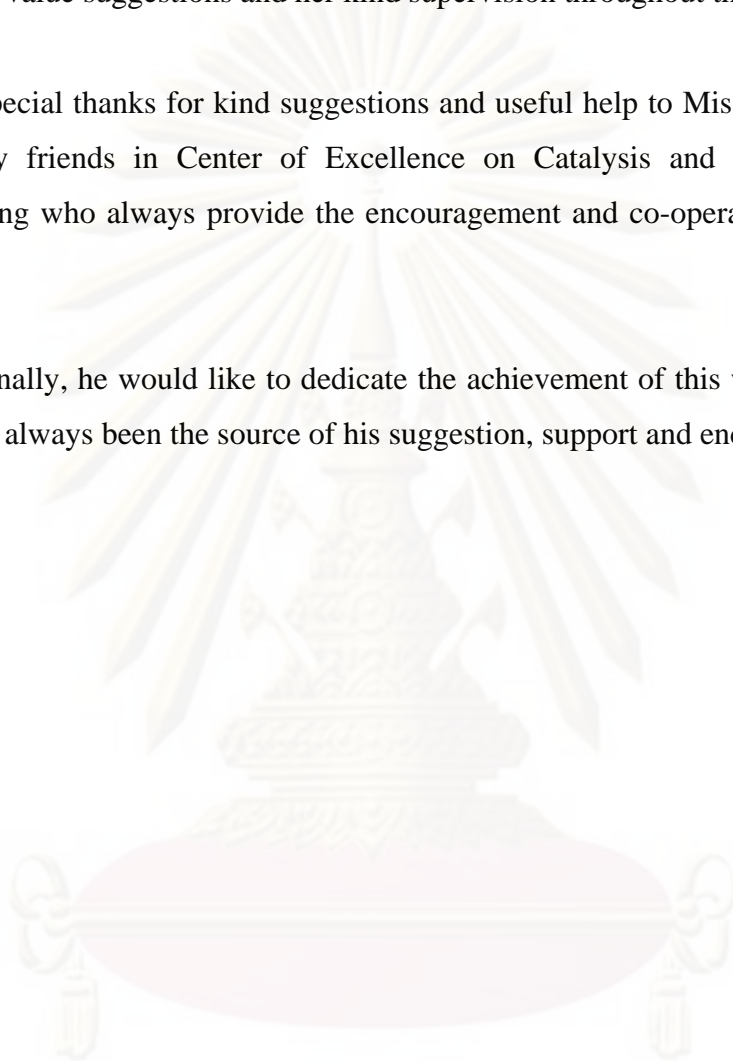 value suggestions and her kind supervision throughout
pecial thanks for kind suggestions and useful help to Mis
y friends in Center of Excellence on Catalysis and
ng who always provide the encouragement and co-opera
nally, he would like to dedicate the achievement of this
always been the source of his suggestion, support and en